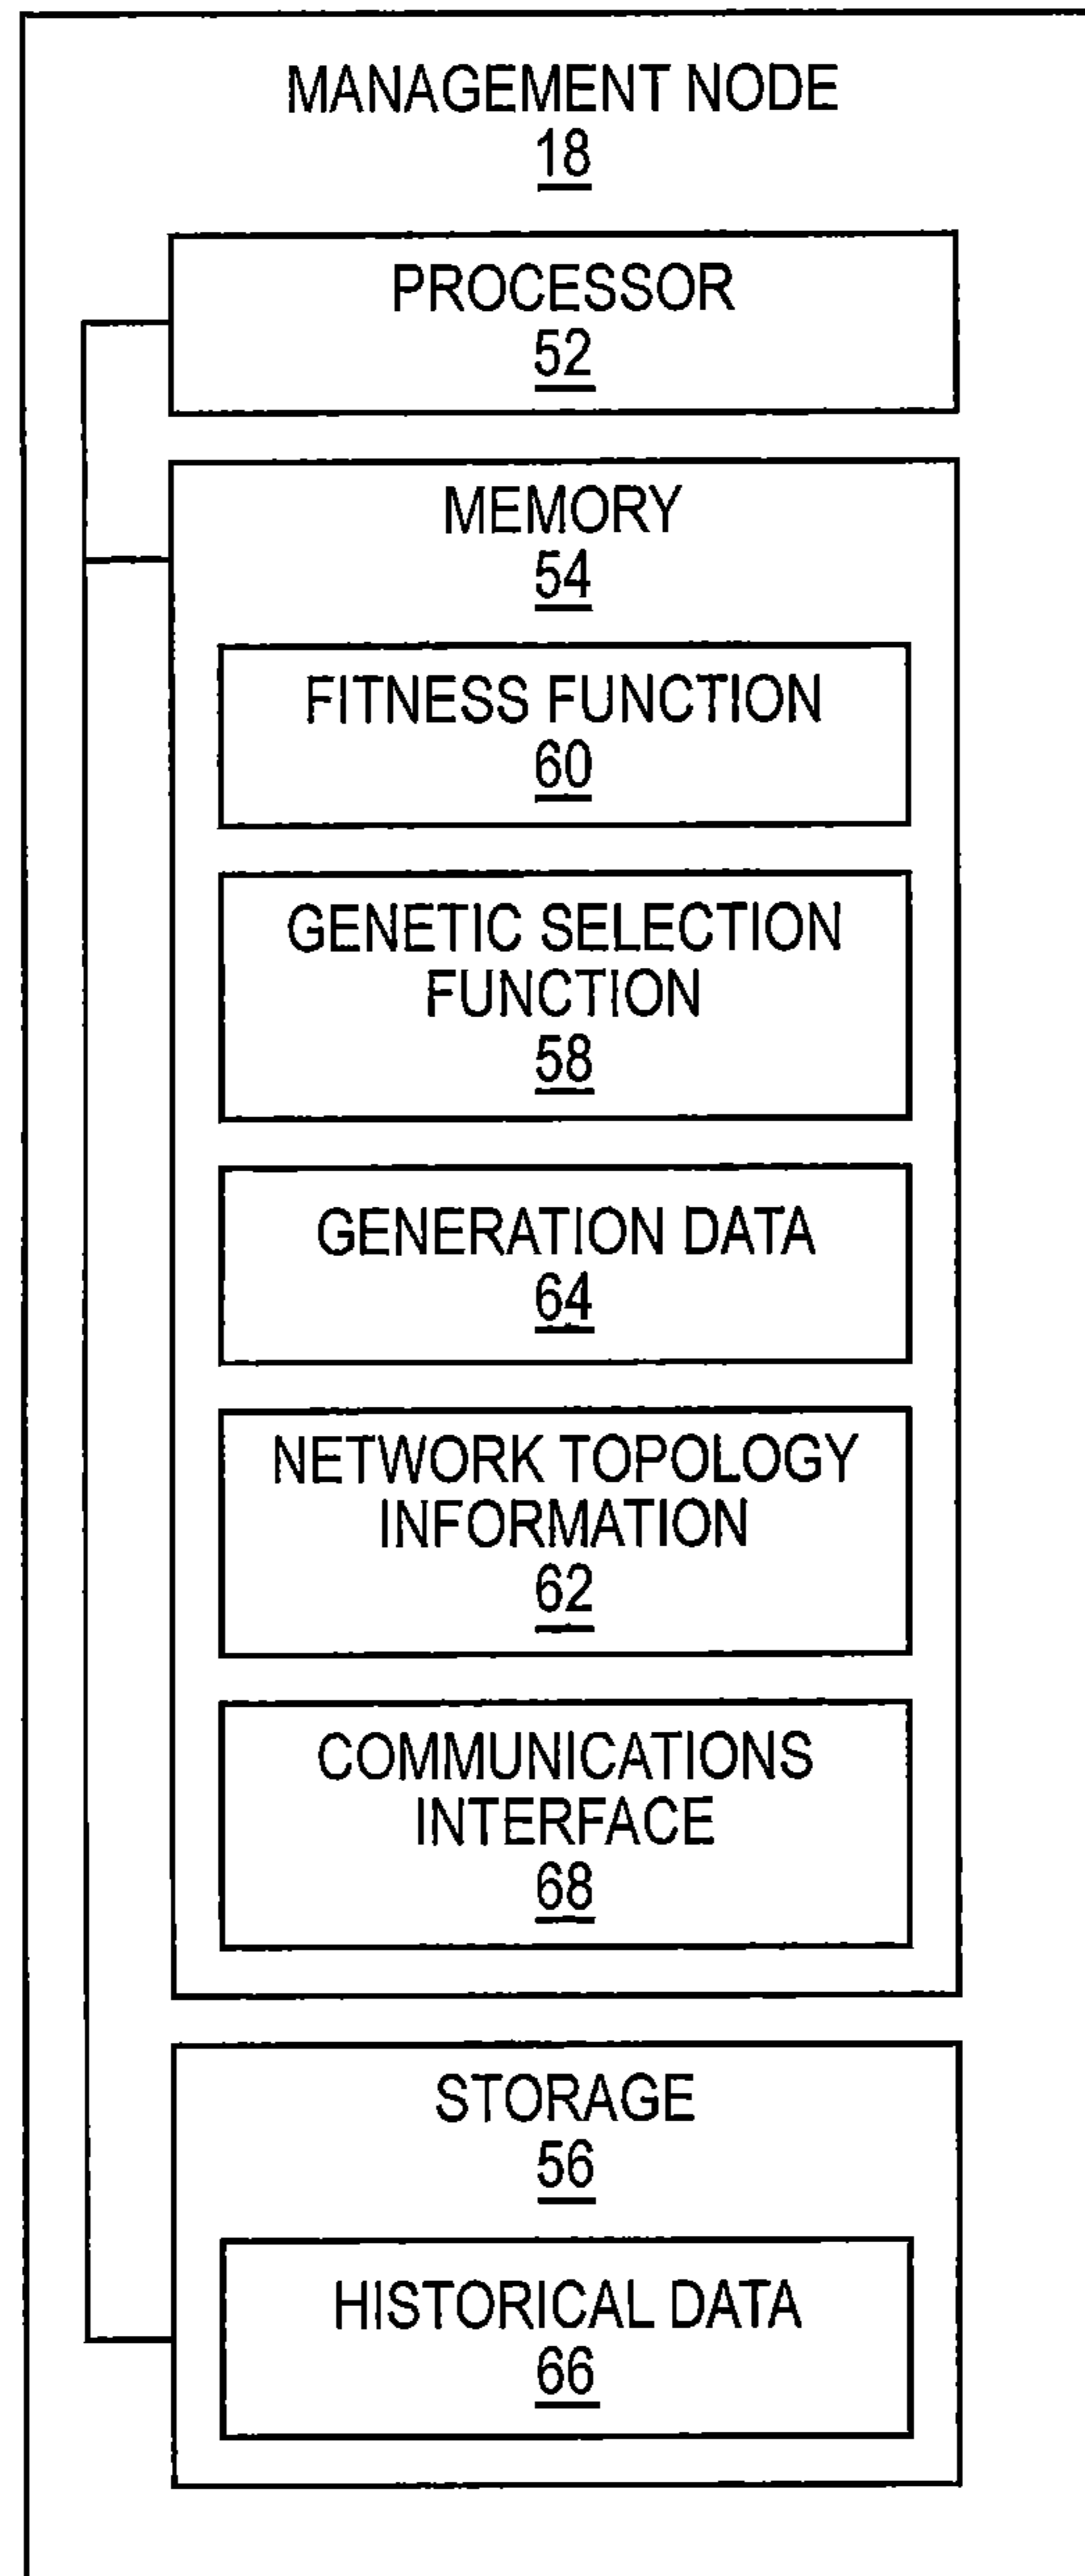 MANAGEMENT NODE
18
PROCESSOR
52
MEMORY
54
FITNESS FUNCTION
60
GENETIC SELECTION
FUNCTION
58
GENERATION DATA
64
NETWORK TOPOLOGY
INFORMATION
62
COMMUNICATIONS
INTERFACE
68
STORAGE
56
HISTORICAL DATA
66